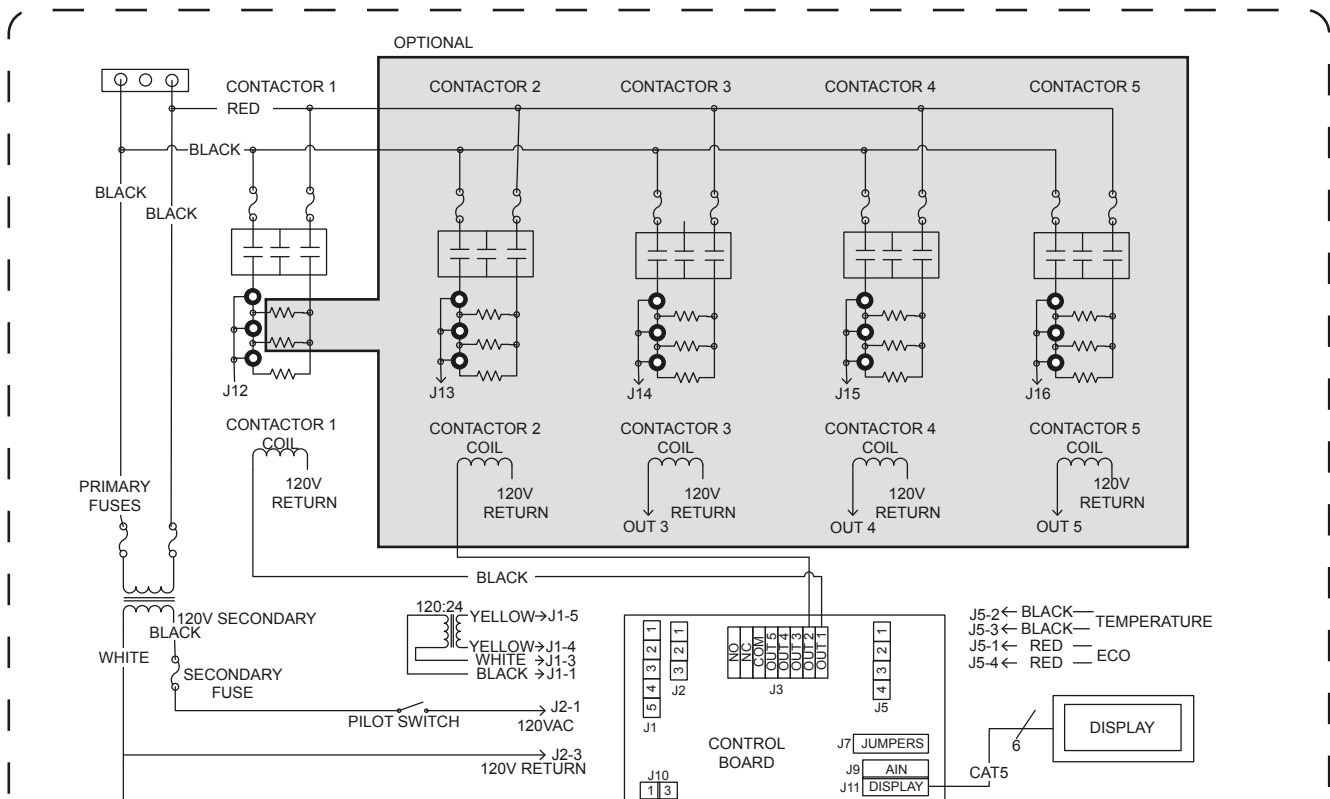 OPTIONAL
CONTACTOR 1
CONTACTOR 2
CONTACTOR 3
CONTACTOR 4
CONTACTOR 5
RED
BLACK
BLACK
BLACK
J12
J13
J14
J15
J16
CONTACTOR 1
COIL
CONTACTOR 2
COIL
CONTACTOR 3
COIL
CONTACTOR 4
COIL
CONTACTOR 5
COIL
120V
RETURN
120V
RETURN
120V
RETURN
120V
RETURN
120V
RETURN
OUT 3
OUT 4
OUT 5
PRIMARY
FUSES
BLACK
120V SECONDARY
BLACK
WHITE
SECONDARY
FUSE
PILOT SWITCH
120:24
YELLOW J1-5
YELLOW J1-4
WHITE J1-3
BLACK J1-1
J2-1
120VAC
J2-3
120V RETURN
1
2
3
4
5
J1
1
2
3
J2
NO
NC
COM
OUT 5
OUT 4
OUT 3
OUT 2
OUT 1
J3
1
2
3
4
J5
J5-2 BLACK
J5-3 BLACK
TEMPERATURE
J5-1 RED
J5-4 RED
ECO
CONTROL
BOARD
J7 JUMPERS
J9 AIN
J11 DISPLAY
J10
1 3
CAT5
6
DISPLAY